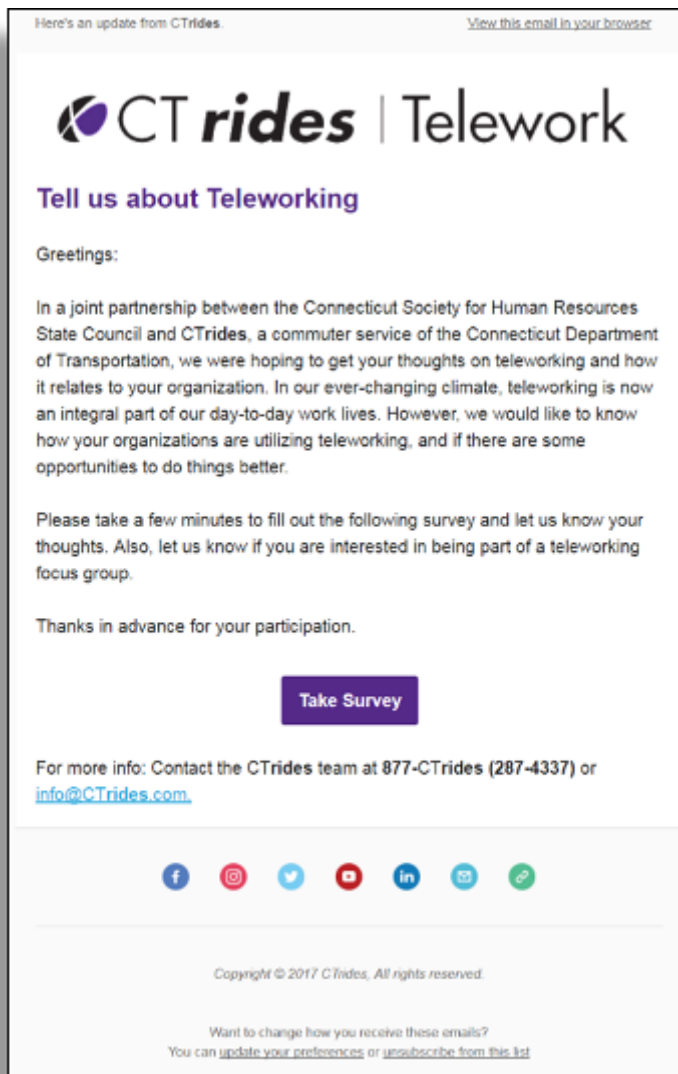 Here's an update from CTrides.
View this email in your browser
CT rides | Telework
Tell us about Teleworking
Greetings:
In a joint partnership between the Connecticut Society for Human Resources
State Council and CTrides, a commuter service of the Connecticut Department
of Transportation, we were hoping to get your thoughts on teleworking and how
it relates to your organization. In our ever-changing climate, teleworking is now
an integral part of our day-to-day work lives. However, we would like to know
how your organizations are utilizing teleworking, and if there are some
opportunities to do things better.
Please take a few minutes to fill out the following survey and let us know your
thoughts. Also, let us know if you are interested in being part of a teleworking
focus group.
Thanks in advance for your participation.
Take Survey
For more info: Contact the CTrides team at 877-CTrides (287-4337) or
info@CTrides.com.
Copyright © 2017 CTrides, All rights reserved.
Want to change how you receive these emails?
You can update your preferences or unsubscribe from this list